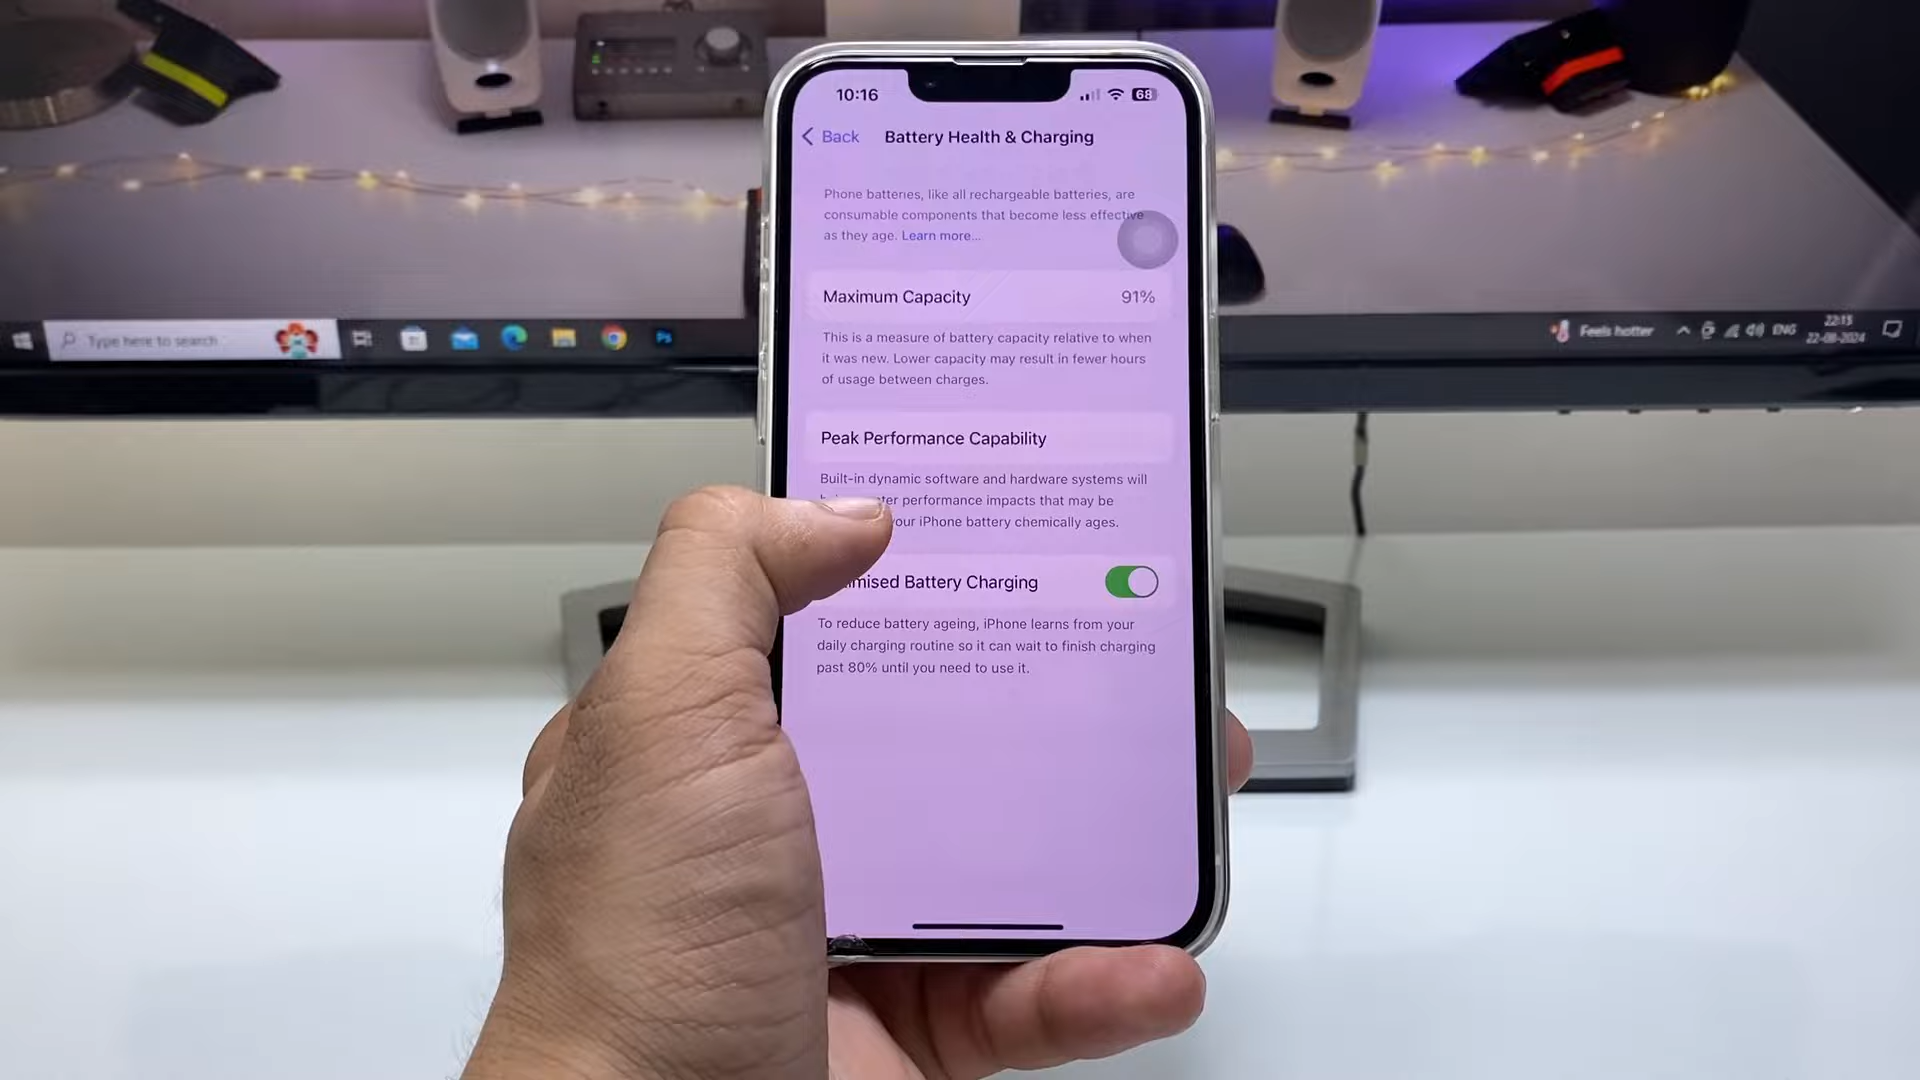 10:16
68
Back
Battery Health & Charging
Phone batteries, like all rechargeable batteries, are
consumable components that become less effective
as they age. Learn more...
Maximum Capacity 91%
This is a measure of battery capacity relative to when
it was new. Lower capacity may result in fewer hours
of usage between charges.
Peak Performance Capability
Built-in dynamic software and hardware systems will
performance impacts that may be
your iPhone battery chemically ages.
Battery Charging
To reduce battery ageing, iPhone learns from your
daily charging routine so it can wait to finish charging
past 80% until you need to use it.
Type here to search
Ps
Feels hotter
ENG
22:15
22-08-2024